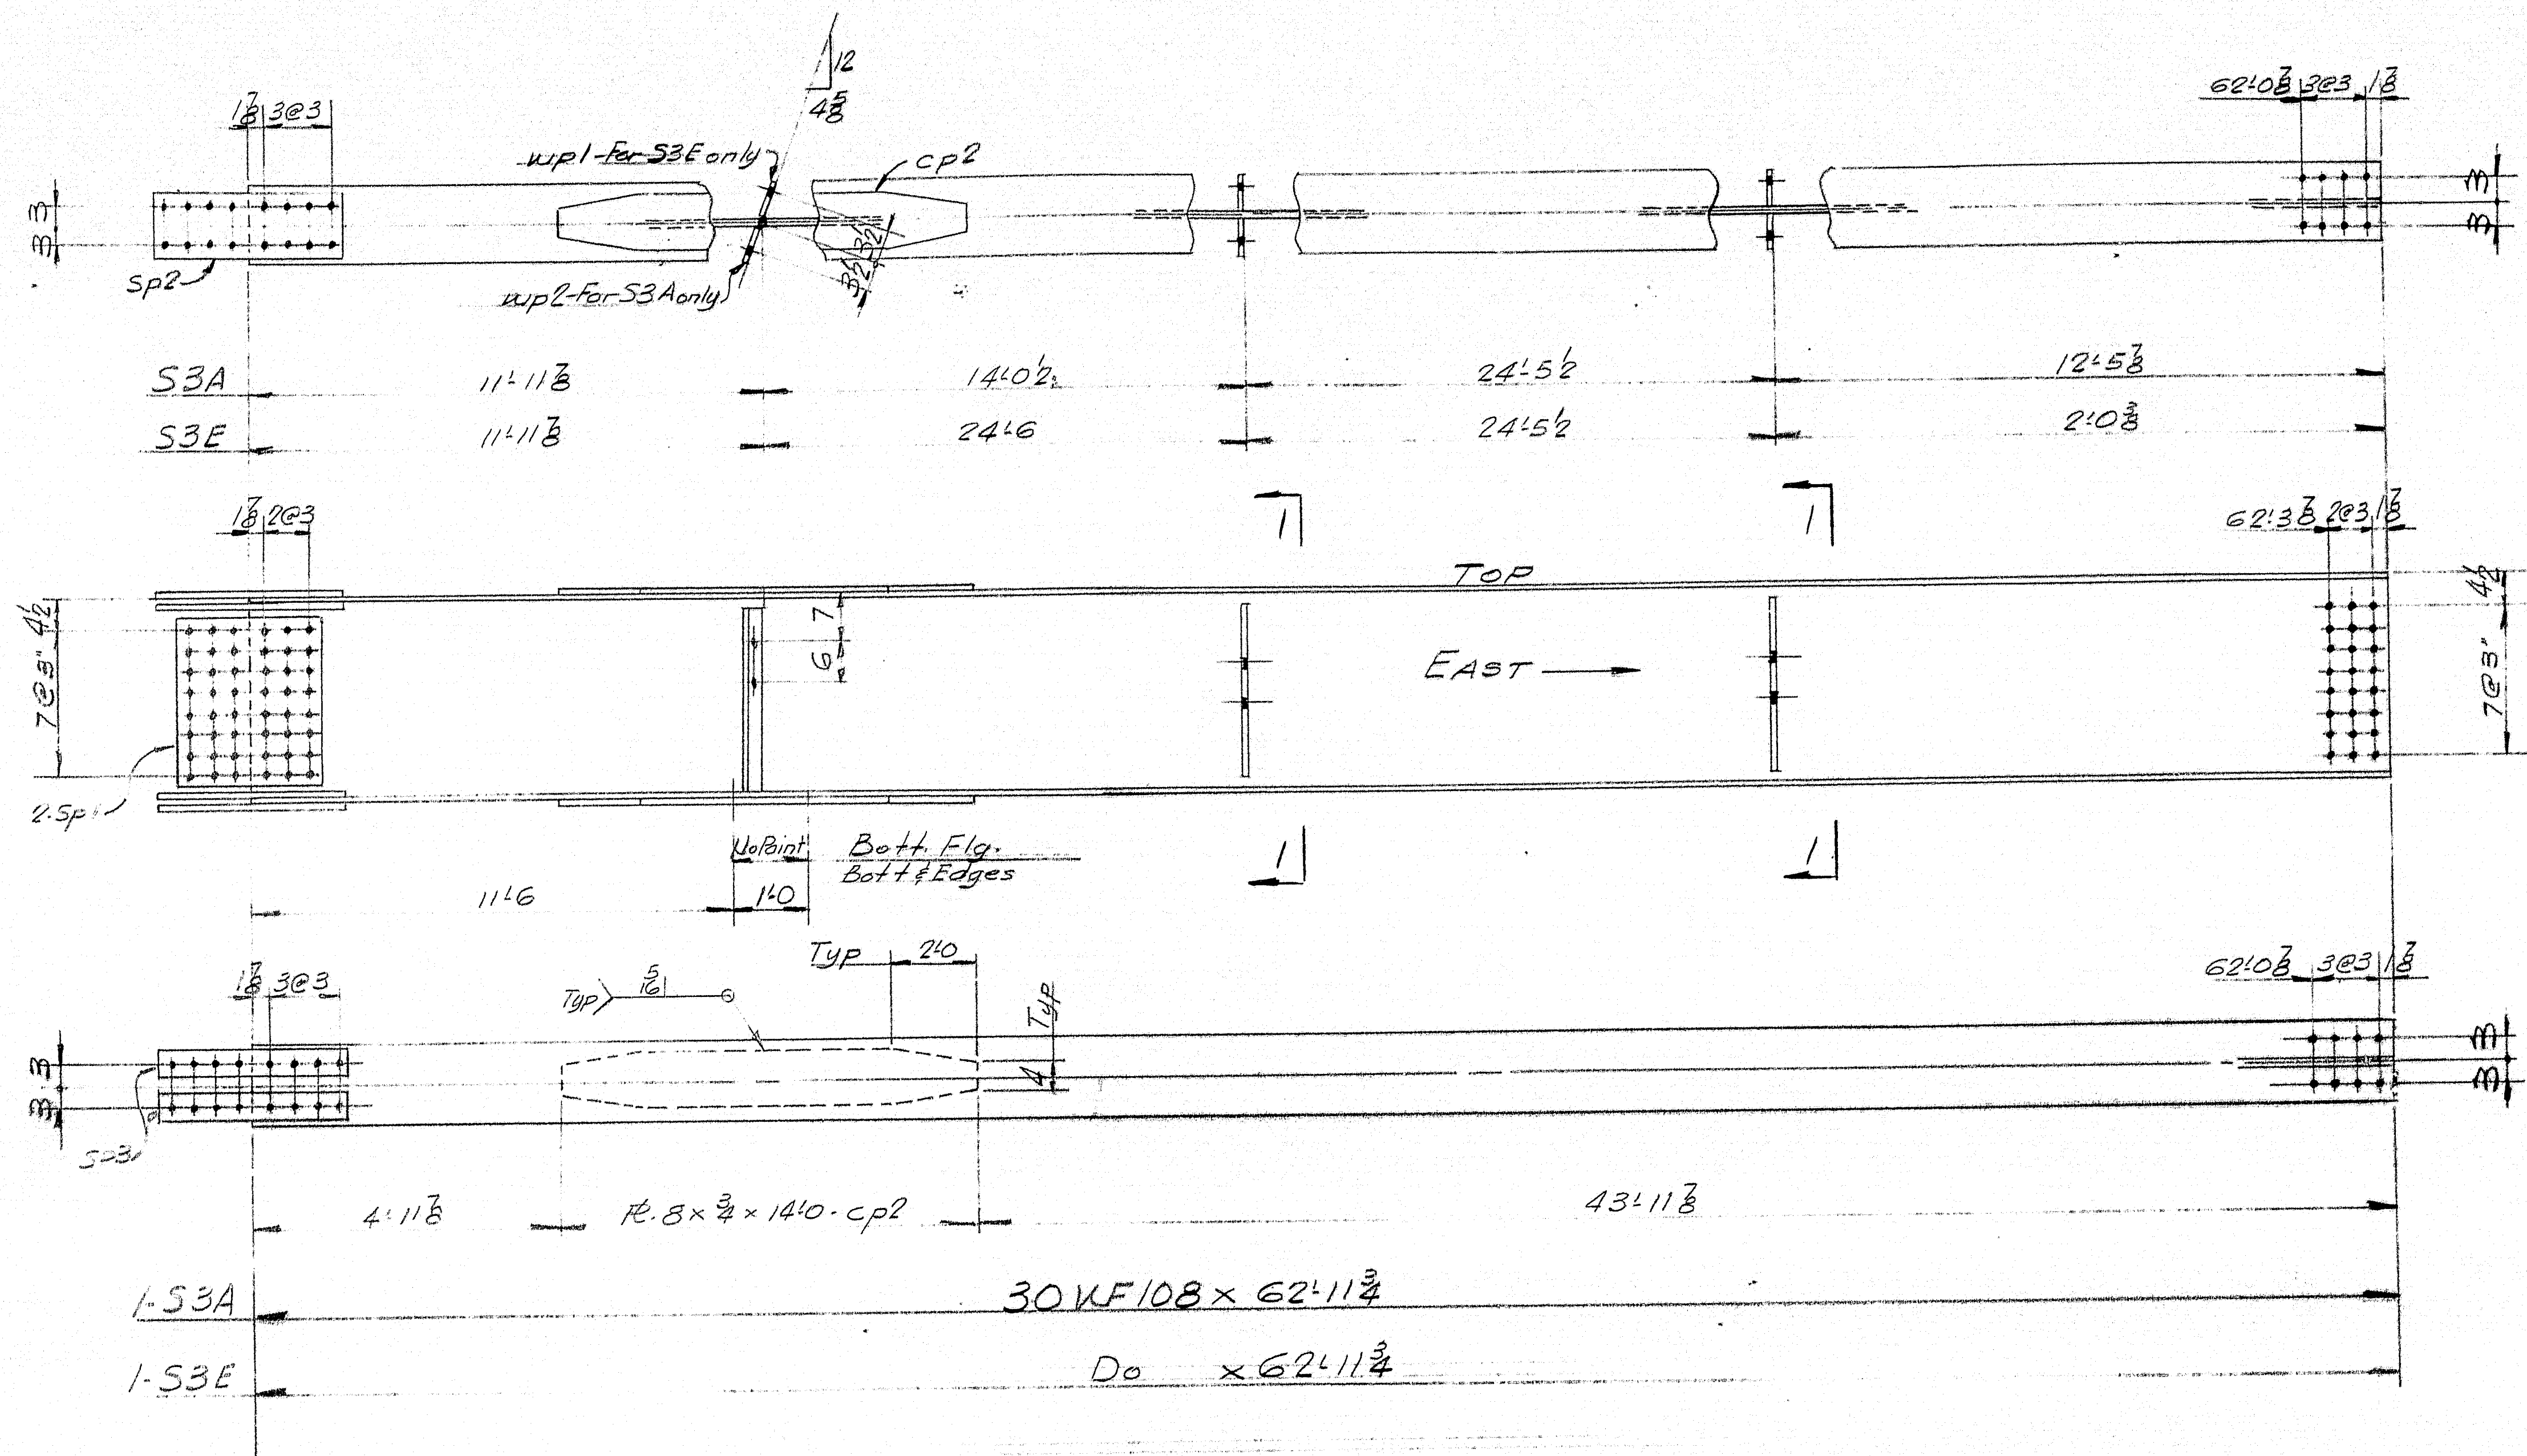 12
4 5/8
1 7/8 3@3
62'-0 7/8 3@3 1 7/8
wp1-For S3E only
cp2
3 3
3 3
sp2
wp2-For S3A only
3 1/2 3 1/2
S3A 11'-11 7/8 14'-0 1/2 24'-5 1/2 12'-5 7/8
S3E 11'-11 7/8 24'-6 24'-5 1/2 2'-0 3/8
1 1
1 7/8 2@3
62'-3 7/8 2@3 1 7/8
TOP
4 1/2
7@3"
7
6
EAST
4 1/2
7@3"
No Paint
Bott. Flg.
Bott & Edges
1 1
11'-6 1'-0
Typ 2'-0
1 7/8 3@3
Typ 5/16
Typ
4
62'-0 7/8 3@3 1 7/8
3 3
3 3
4'-11 7/8 PL. 8 x 3/4 x 14'-0 - cp2 43'-11 7/8
1-S3A 30 WF 108 x 62'-11 3/4
1-S3E Do x 62'-11 3/4